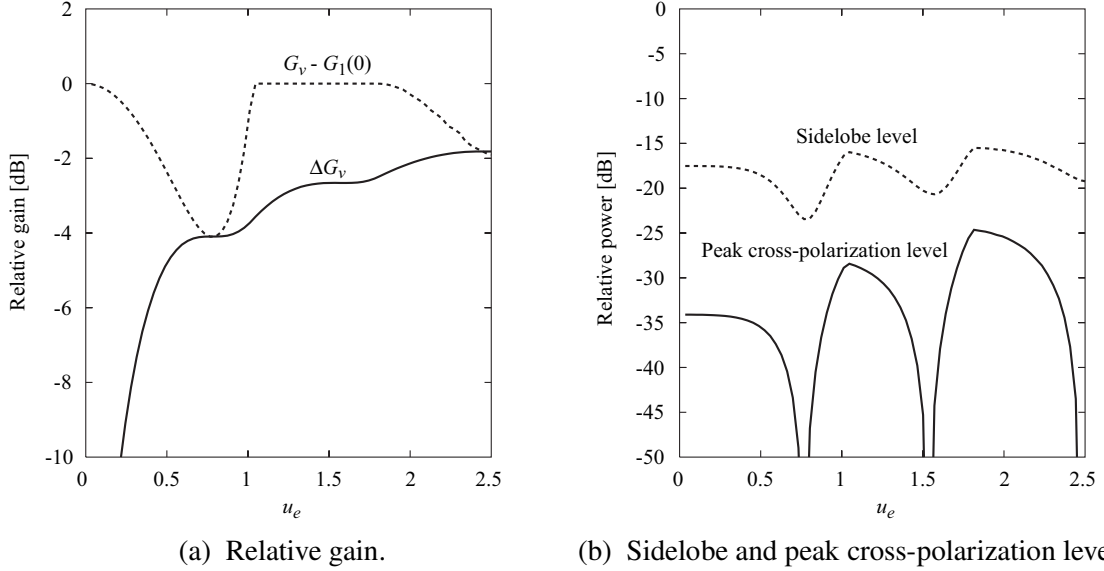 2
0
-2
-4
-6
-8
-10
0 0.5 1 1.5 2 2.5
Relative gain [dB]
u_e
G_v - G_1(0)
ΔG_v
(a) Relative gain.
0
-5
-10
-15
-20
-25
-30
-35
-40
-45
-50
0 0.5 1 1.5 2 2.5
Relative power [dB]
u_e
Sidelobe level
Peak cross-polarization level
(b) Sidelobe and peak cross-polarization leve